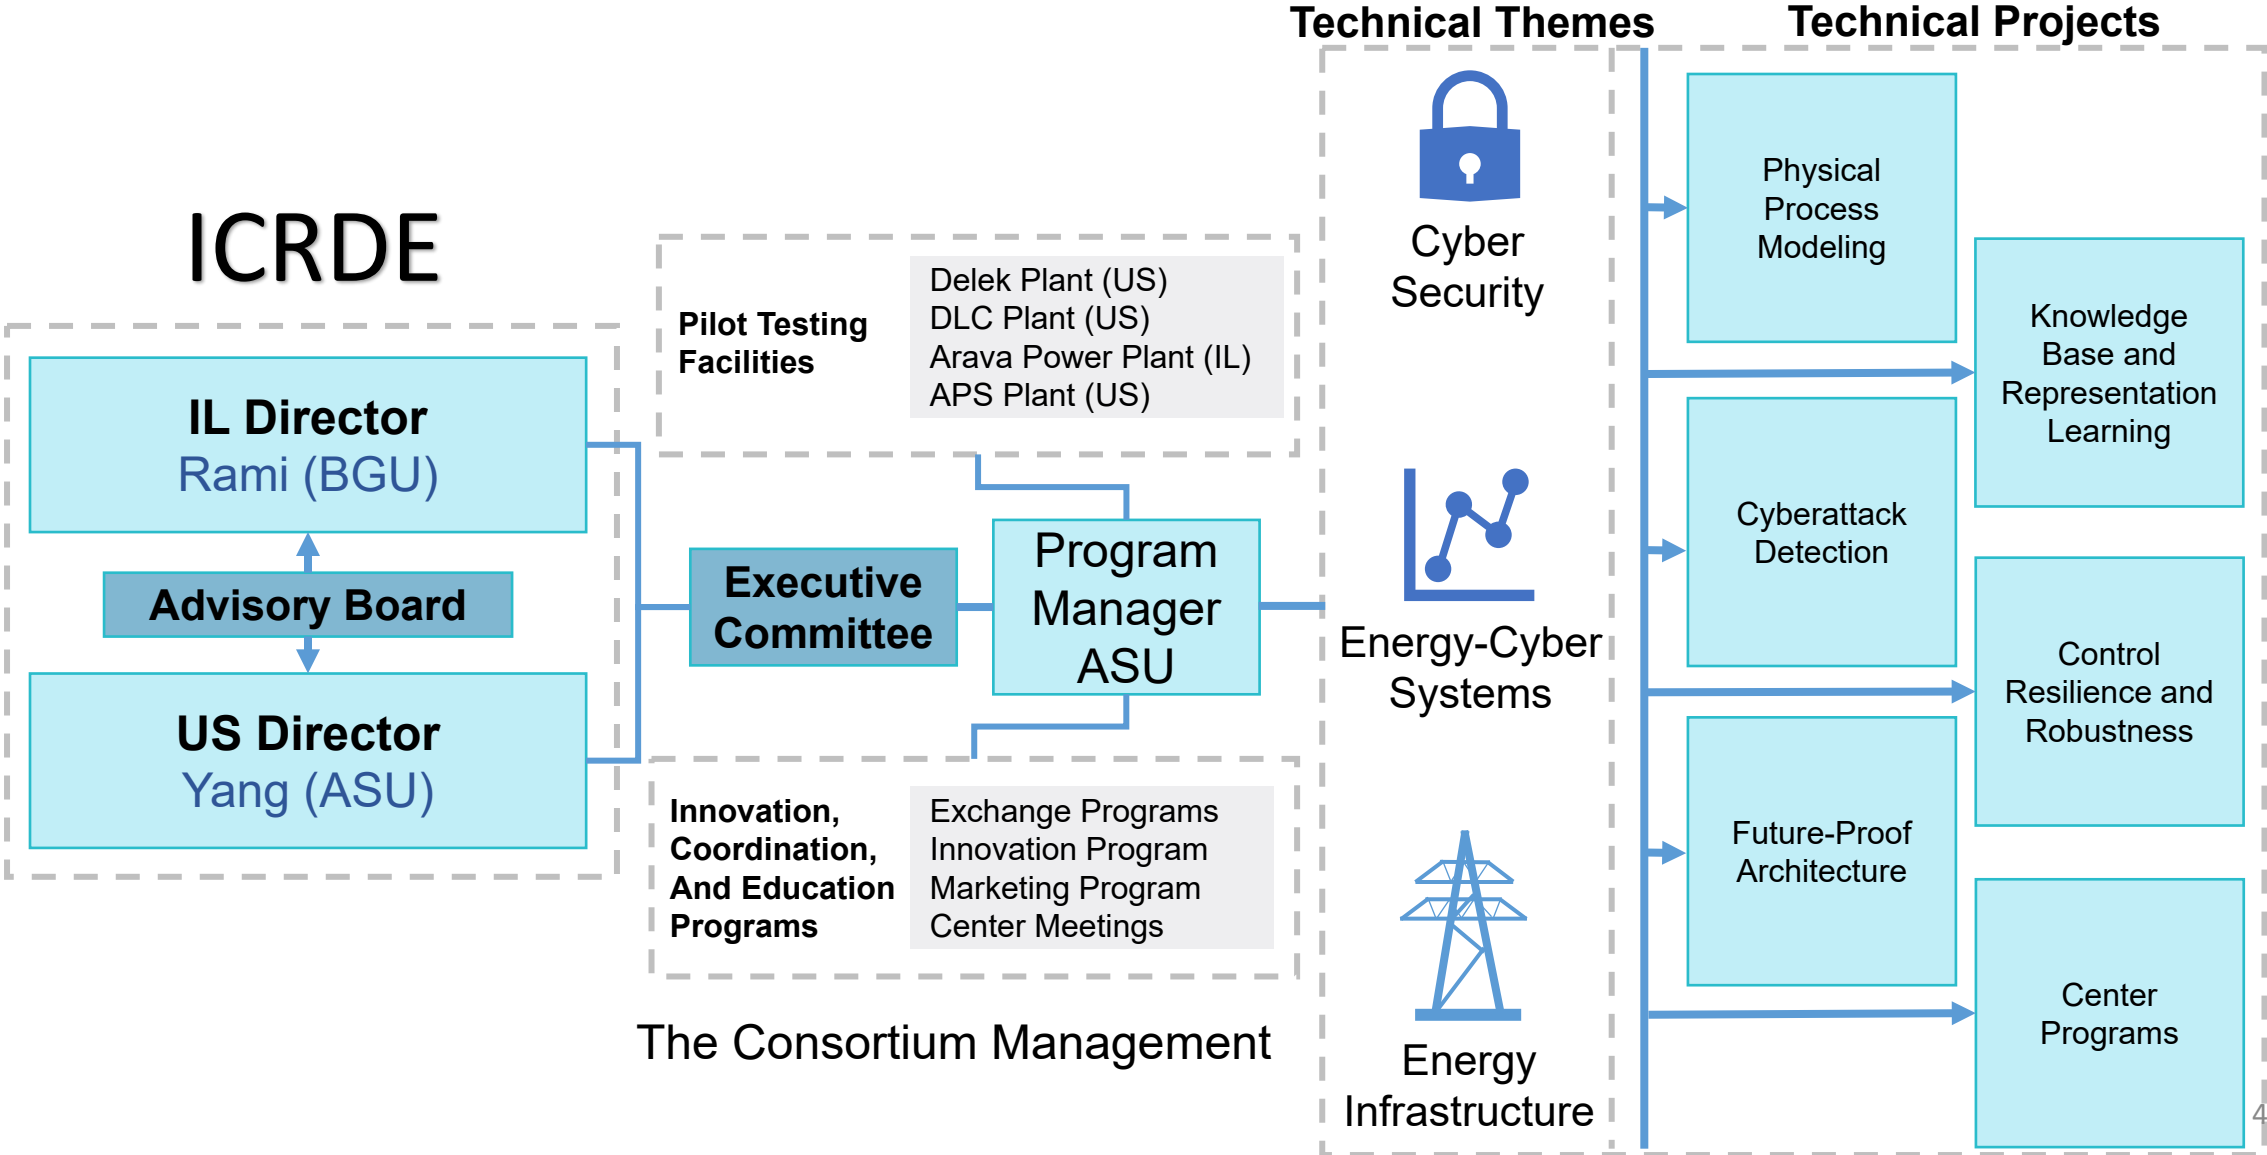 Technical Themes
Technical Projects
ICRDE
IL Director
Rami (BGU)
Advisory Board
US Director
Yang (ASU)
Pilot Testing
Facilities
Delek Plant (US)
DLC Plant (US)
Arava Power Plant (IL)
APS Plant (US)
Executive
Committee
Program
Manager
ASU
Innovation,
Coordination,
And Education
Programs
Exchange Programs
Innovation Program
Marketing Program
Center Meetings
The Consortium Management
Cyber
Security
Energy-Cyber
Systems
Energy
Infrastructure
Physical
Process
Modeling
Knowledge
Base and
Representation
Learning
Cyberattack
Detection
Control
Resilience and
Robustness
Future-Proof
Architecture
Center
Programs
4